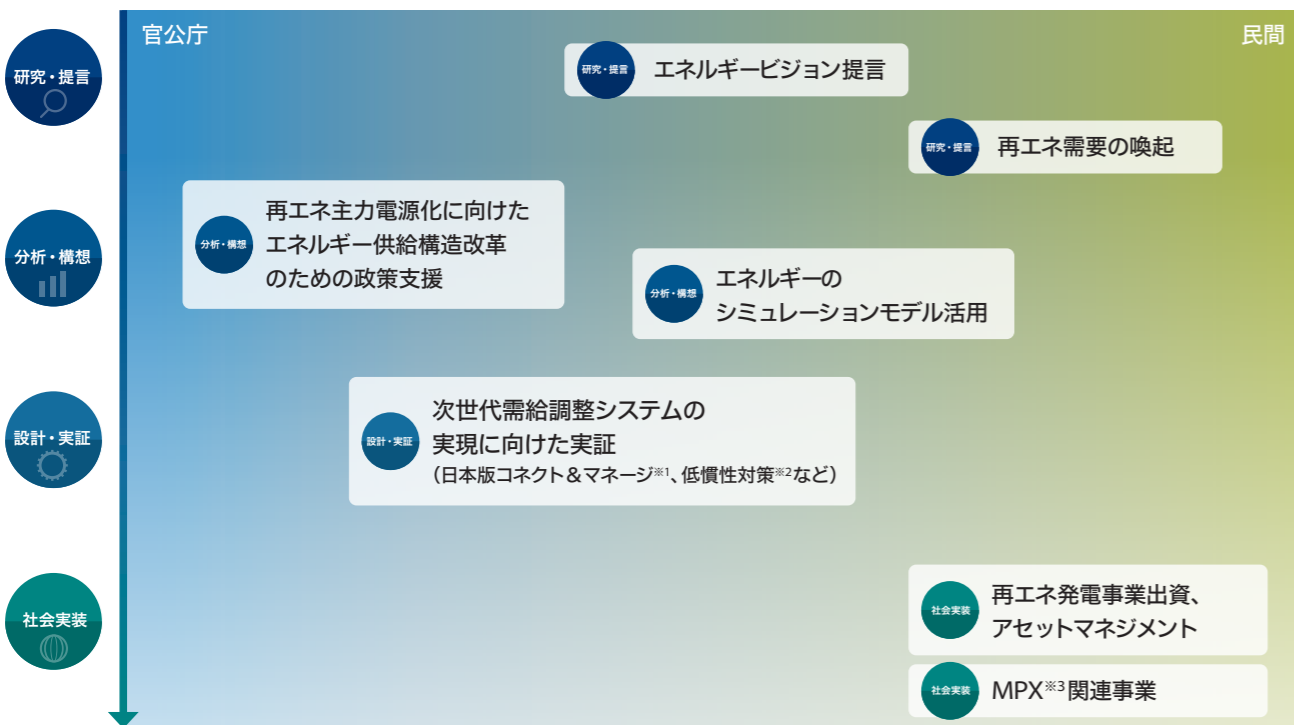 官公庁
民間
研究・提言
研究・提言
エネルギービジョン提言
研究・提言
再エネ需要の喚起
分析・構想
分析・構想
再エネ主力電源化に向けた
エネルギー供給構造改革
のための政策支援
分析・構想
エネルギーの
シミュレーションモデル活用
設計・実証
設計・実証
次世代需給調整システムの
実現に向けた実証
（日本版コネクト＆マネージ※1、低慣性対策※2など）
社会実装
社会実装
再エネ発電事業出資、
アセットマネジメント
社会実装
MPX※3関連事業